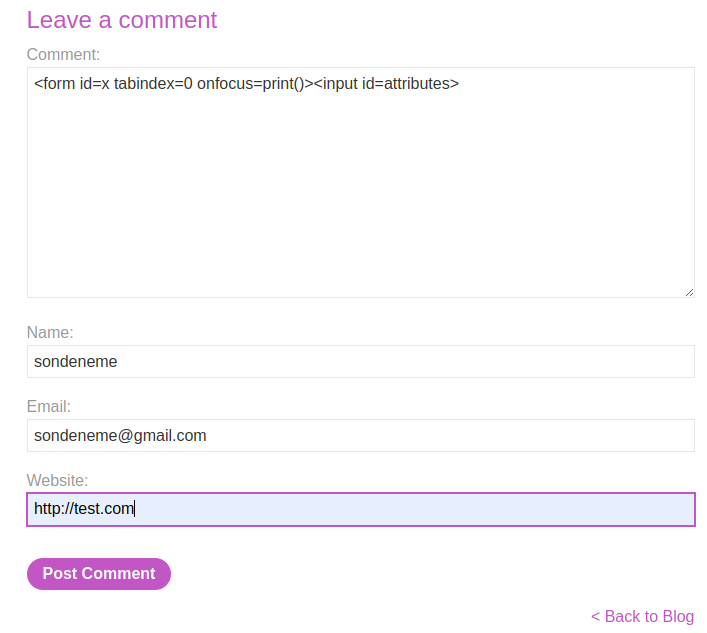 Leave a comment
Comment:
<form id=x tabindex=0 onfocus=print()><input id=attributes>
Name:
sondeneme
Email:
sondeneme@gmail.com
Website:
http://test.com
Post Comment
< Back to Blog